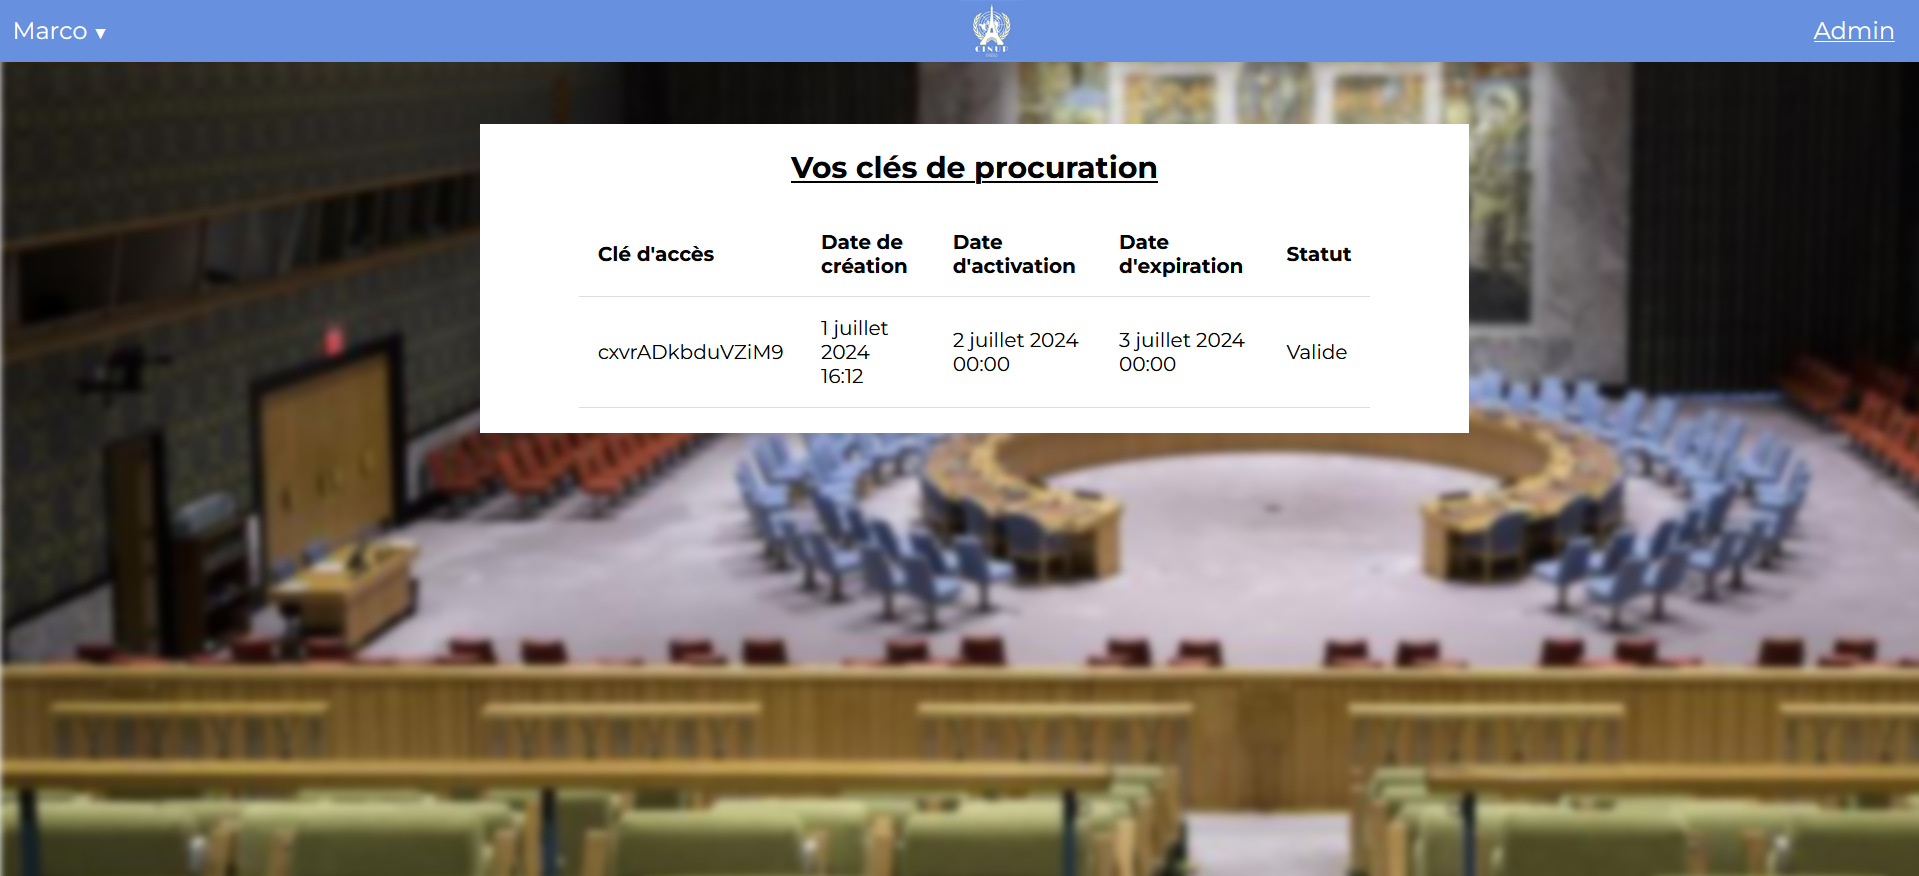 Marco ▾
CINUP
Admin
Vos clés de procuration
Clé d'accès
Date de
création
Date
d'activation
Date
d'expiration
Statut
cxvrADkbduVZiM9
1 juillet
2024
16:12
2 juillet 2024
00:00
3 juillet 2024
00:00
Valide